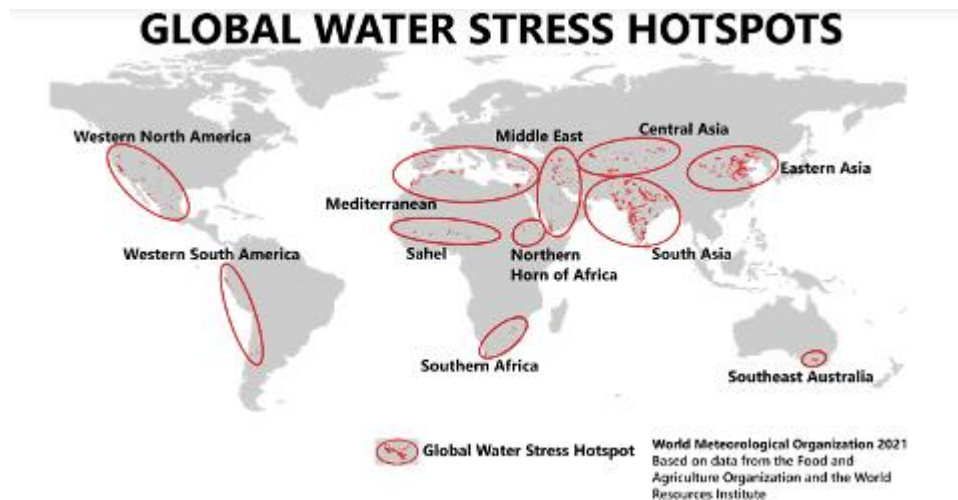 GLOBAL WATER STRESS HOTSPOTS
Western North America
Middle East
Central Asia
Eastern Asia
Mediterranean
Western South America
Sahel
Northern
Horn of Africa
South Asia
Southern Africa
Southeast Australia
Global Water Stress Hotspot
World Meteorological Organization 2021
Based on data from the Food and
Agriculture Organization and the World
Resources Institute